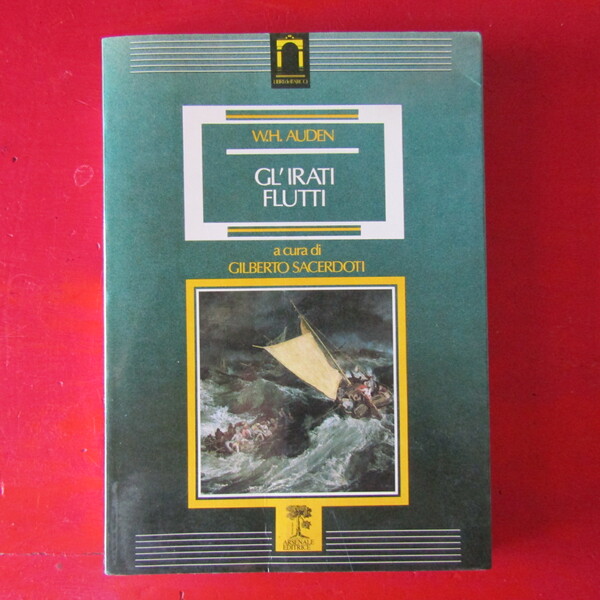 W.H. AUDEN
GL'IRATI
FLUTTI
a cura di
GILBERTO SACERDOTI
ARSENALE
EDITRICE